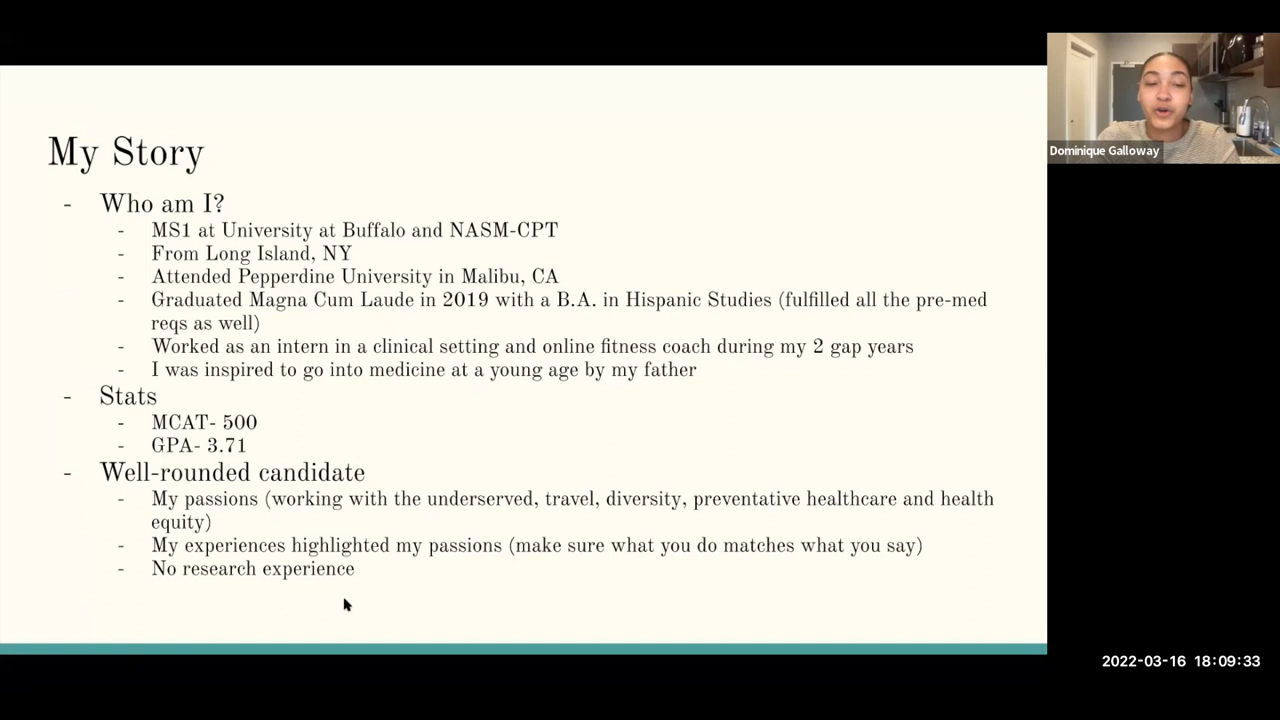 My Story
- Who am I?
- MS1 at University at Buffalo and NASM-CPT
- From Long Island, NY
- Attended Pepperdine University in Malibu, CA
- Graduated Magna Cum Laude in 2019 with a B.A. in Hispanic Studies (fulfilled all the pre-med
reqs as well)
- Worked as an intern in a clinical setting and online fitness coach during my 2 gap years
- I was inspired to go into medicine at a young age by my father
- Stats
- MCAT- 500
- GPA- 3.71
- Well-rounded candidate
- My passions (working with the underserved, travel, diversity, preventative healthcare and health
equity)
- My experiences highlighted my passions (make sure what you do matches what you say)
- No research experience
Dominique Galloway
2022-03-16 18:09:33